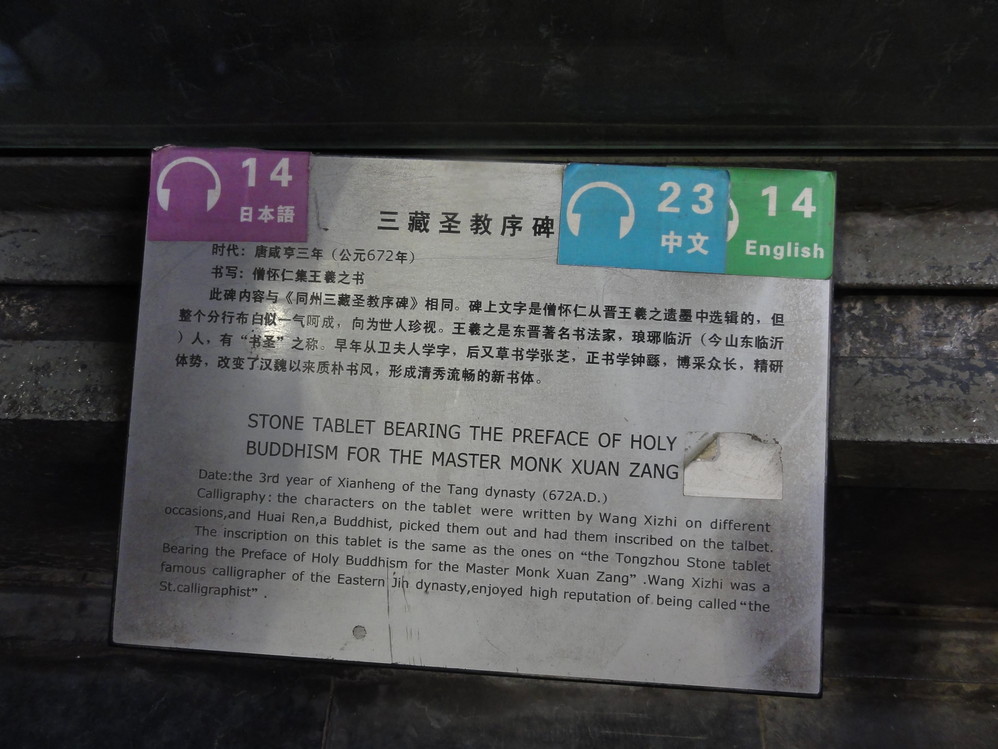 14
日本語
23
中文
14
English
三藏圣教序碑
时代：唐咸亨三年（公元672年）
书写：僧怀仁集王羲之书
此碑内容与《同州三藏圣教序碑》相同。碑上文字是僧怀仁从晋王羲之遗墨中选辑的，但
整个分行布白似一气呵成，向为世人珍视。王羲之是东晋著名书法家，琅琊临沂（今山东临沂
）人，有“书圣”之称。早年从卫夫人学字，后又草书学张芝，正书学钟繇，博采众长，精研
体势，改变了汉魏以来质朴书风，形成清秀流畅的新书体。
STONE TABLET BEARING THE PREFACE OF HOLY
BUDDHISM FOR THE MASTER MONK XUAN ZANG
Date:the 3rd year of Xianheng of the Tang dynasty (672A.D.)
Calligraphy: the characters on the tablet were written by Wang Xizhi on different
occasions,and Huai Ren,a Buddhist, picked them out and had them inscribed on the talbet.
The inscription on this tablet is the same as the ones on “the Tongzhou Stone tablet
Bearing the Preface of Holy Buddhism for the Master Monk Xuan Zang” .Wang Xizhi was a
famous calligrapher of the Eastern Jin dynasty,enjoyed high reputation of being called “the
St.calligraphist” .